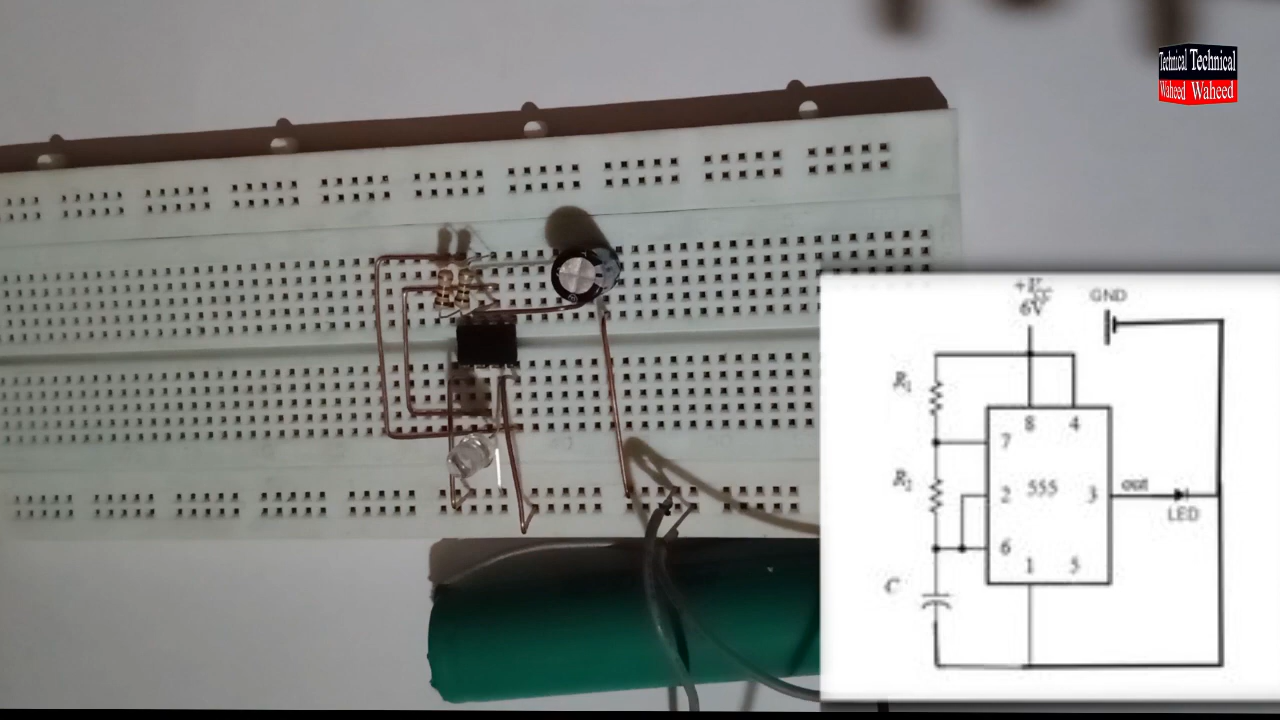 Technical Technical
Waheed Waheed
GND
6V
R1
8 4
7
R2
2 555 3 out
LED
6
1 5
C